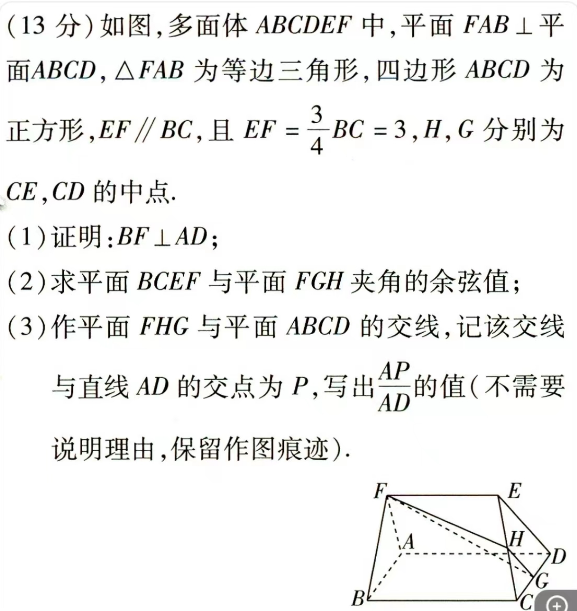 (13 分)如图,多面体 ABCDEF 中,平面 FAB⊥平
面ABCD,△FAB 为等边三角形,四边形 ABCD 为
正方形,EF∥BC,且 EF = \frac{3}{4}BC = 3,H,G 分别为
CE,CD 的中点.
(1)证明:BF⊥AD;
(2)求平面 BCEF 与平面 FGH 夹角的余弦值;
(3)作平面 FHG 与平面 ABCD 的交线,记该交线
与直线 AD 的交点为 P,写出\frac{AP}{AD}的值(不需要
说明理由,保留作图痕迹).
F
E
A
H
D
G
B
C